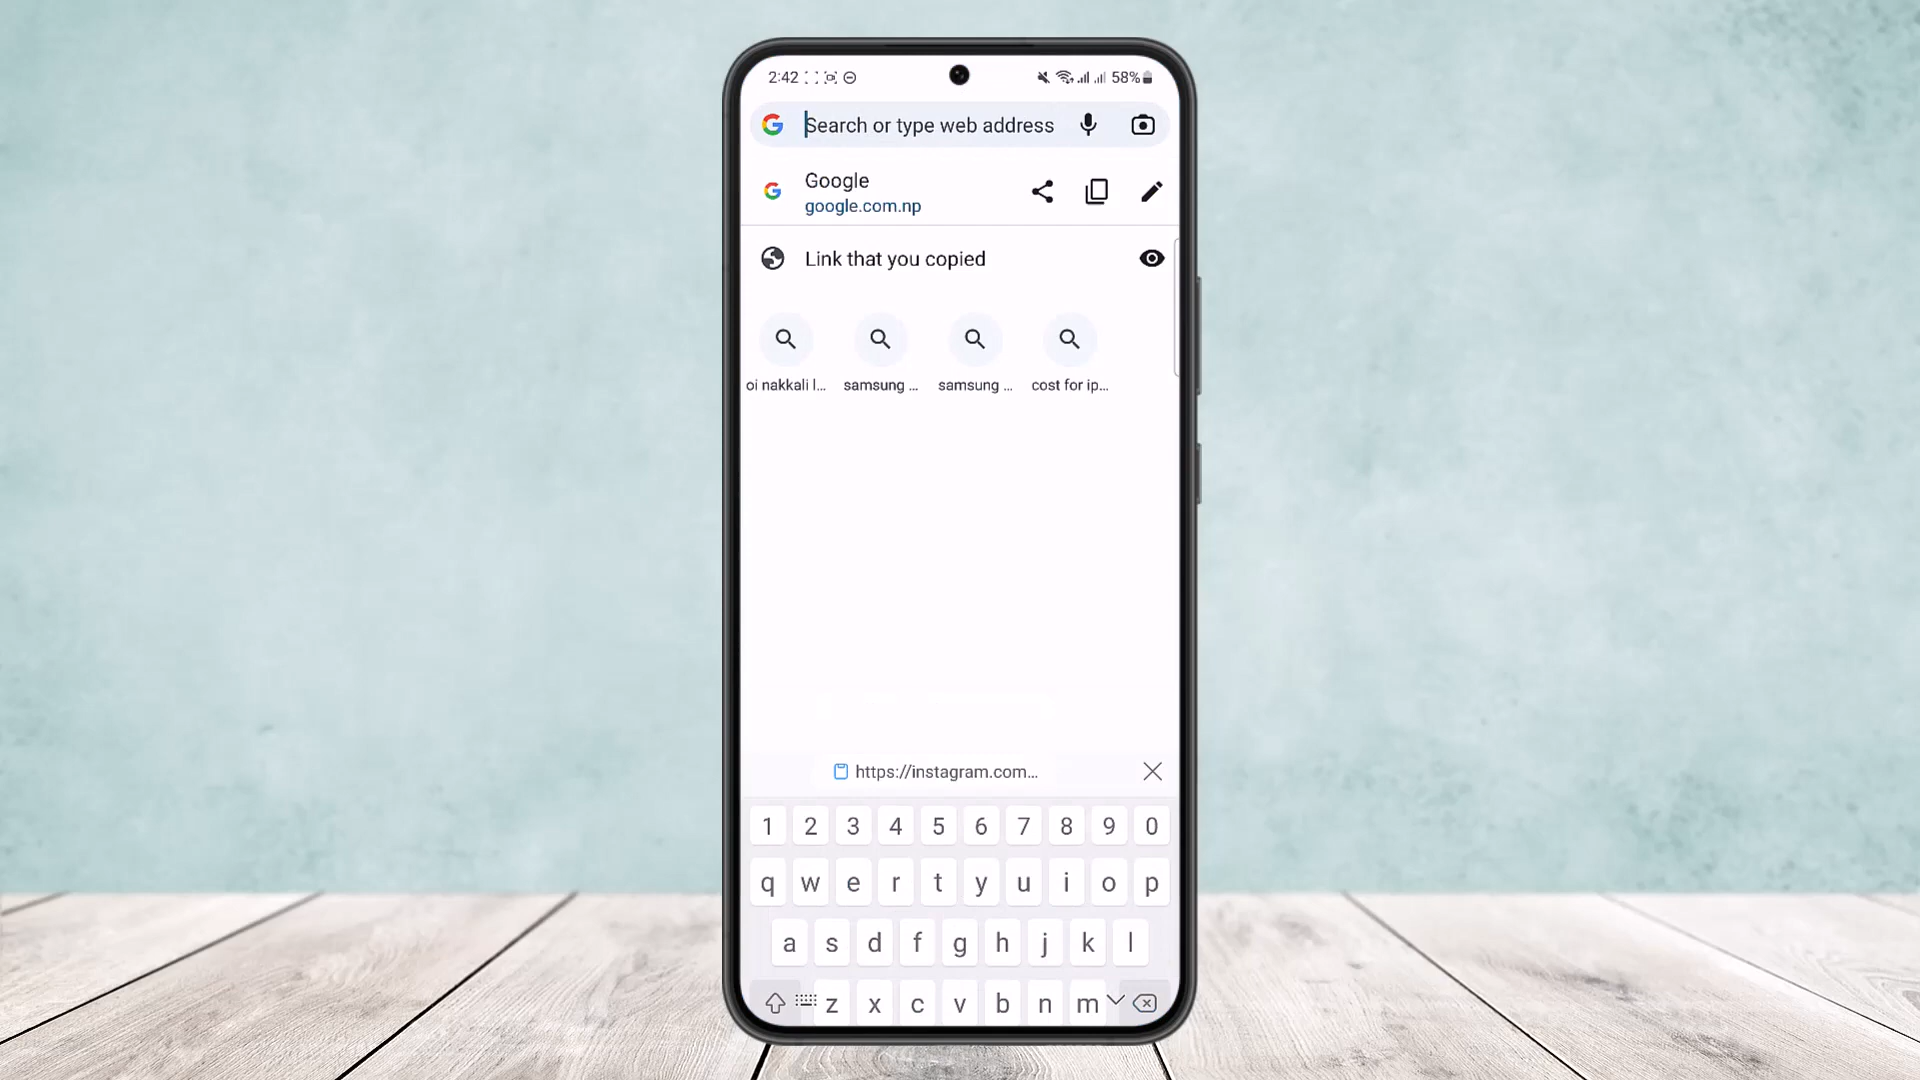 2:42 58%
Search or type web address
Google
google.com.np
Link that you copied
oi nakkali l... samsung ... samsung ... cost for ip...
https://instagram.com...
1 2 3 4 5 6 7 8 9 0
q w e r t y u i o p
a s d f g h j k l
z x c v b n m